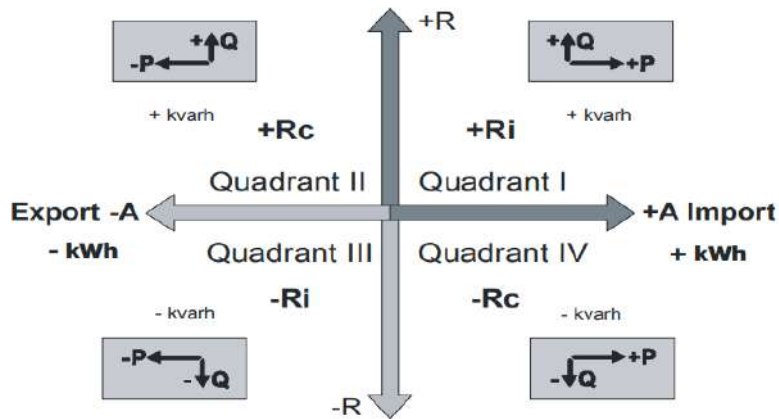 +R
+Q
-P
+Q
+P
+ kvarh
+ kvarh
+Rc
+Ri
Quadrant II
Quadrant I
Export -A
+A Import
- kWh
+ kWh
Quadrant III
Quadrant IV
-Ri
-Rc
- kvarh
- kvarh
-P
-Q
+P
-Q
-R